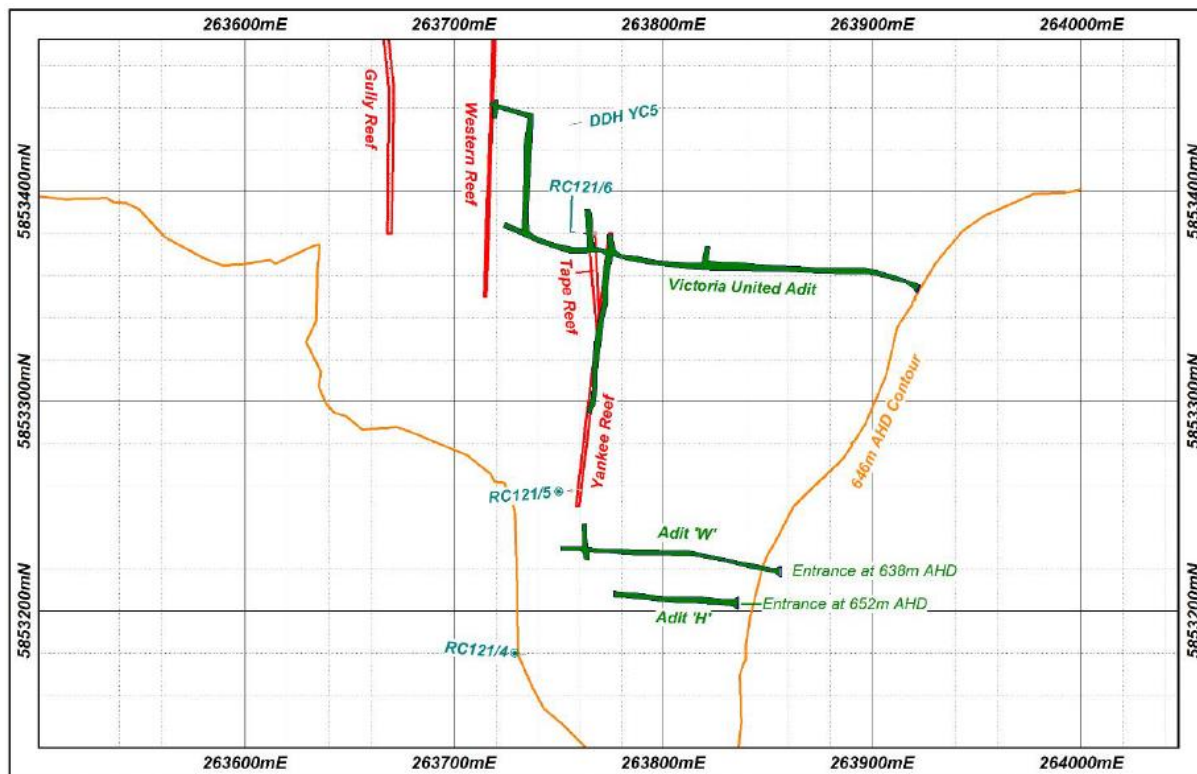 263600mE 263700mE 263800mE 263900mE 264000mE
Gully Reef
Western Reef
DDH YC5
5853400mN
5853400mN
RC121/6
Tape Reef
Victoria United Adit
646m AHD Contour
5853300mN
5853300mN
Yankee Reef
RC121/5
Adit 'W'
Entrance at 638m AHD
5853200mN
5853200mN
Entrance at 652m AHD
Adit 'H'
RC121/4
263600mE 263700mE 263800mE 263900mE 264000mE